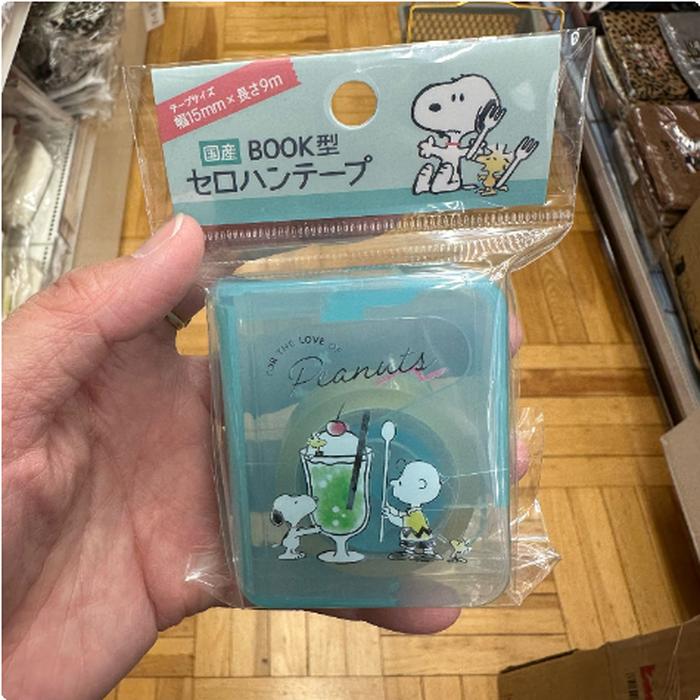 テープサイズ
幅15mm×長さ9m
国産 BOOK型
セロハンテープ
FOR THE LOVE OF
Peanuts